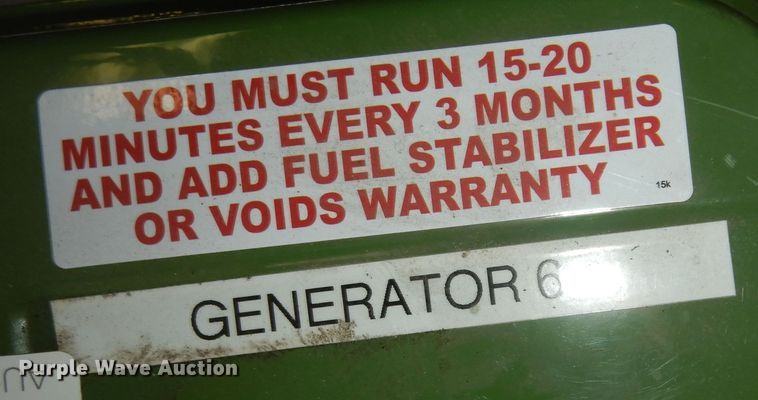 YOU MUST RUN 15-20
MINUTES EVERY 3 MONTHS
AND ADD FUEL STABILIZER
OR VOIDS WARRANTY
15k
GENERATOR 6
AU
Purple Wave Auction